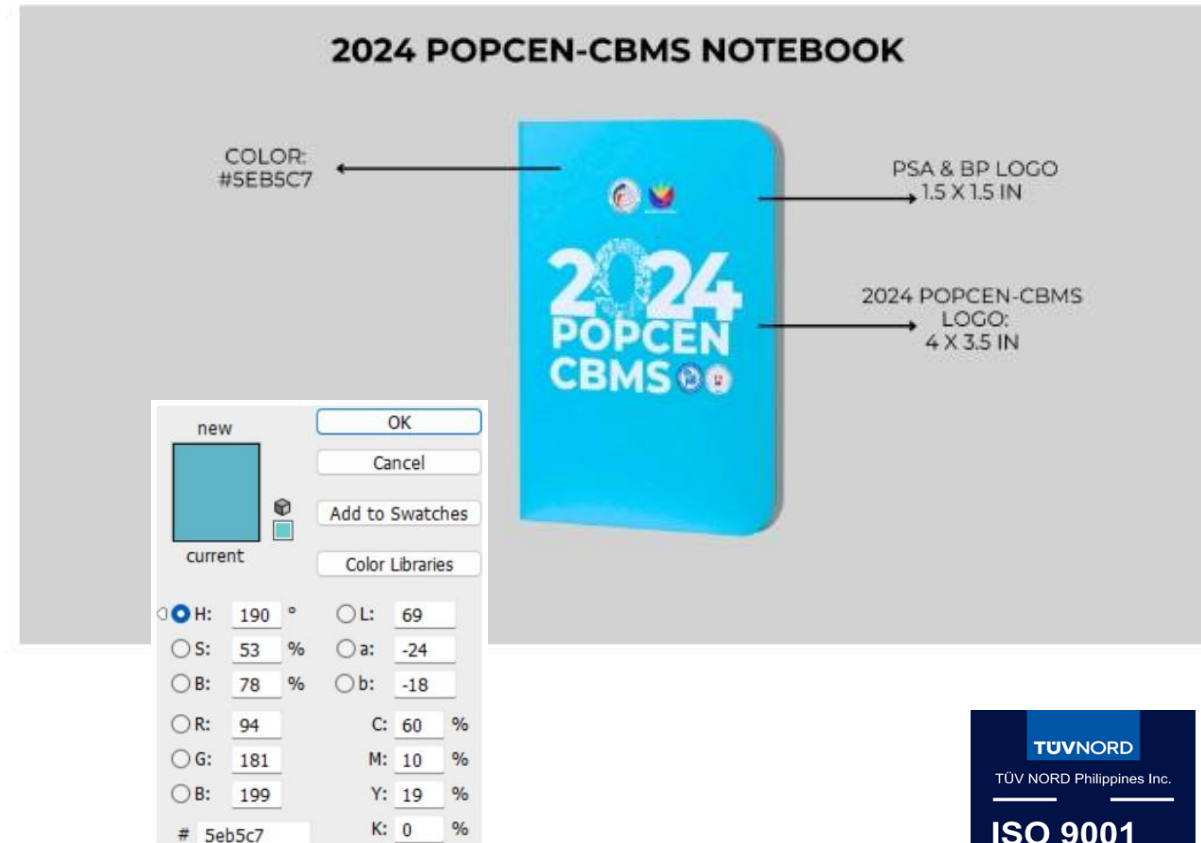 2024 POPCEN-CBMS NOTEBOOK
COLOR:
#5EB5C7
PSA & BP LOGO
1.5 X 1.5 IN
2024
POPCEN
CBMS
2024 POPCEN-CBMS
LOGO:
4 X 3.5 IN
new
current
OK
Cancel
Add to Swatches
Color Libraries
H: 190 °
S: 53 %
B: 78 %
L: 69
a: -24
b: -18
R: 94
G: 181
B: 199
# 5eb5c7
C: 60 %
M: 10 %
Y: 19 %
K: 0 %
TÜVNORD
TÜV NORD Philippines Inc.
ISO 9001